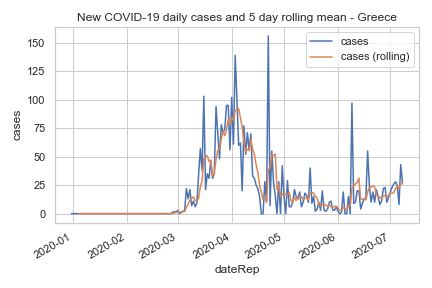 New COVID-19 daily cases and 5 day rolling mean - Greece
cases
cases (rolling)
150
125
100
75
50
25
0
cases
2020-01
2020-02
2020-03
2020-04
2020-05
2020-06
2020-07
dateRep